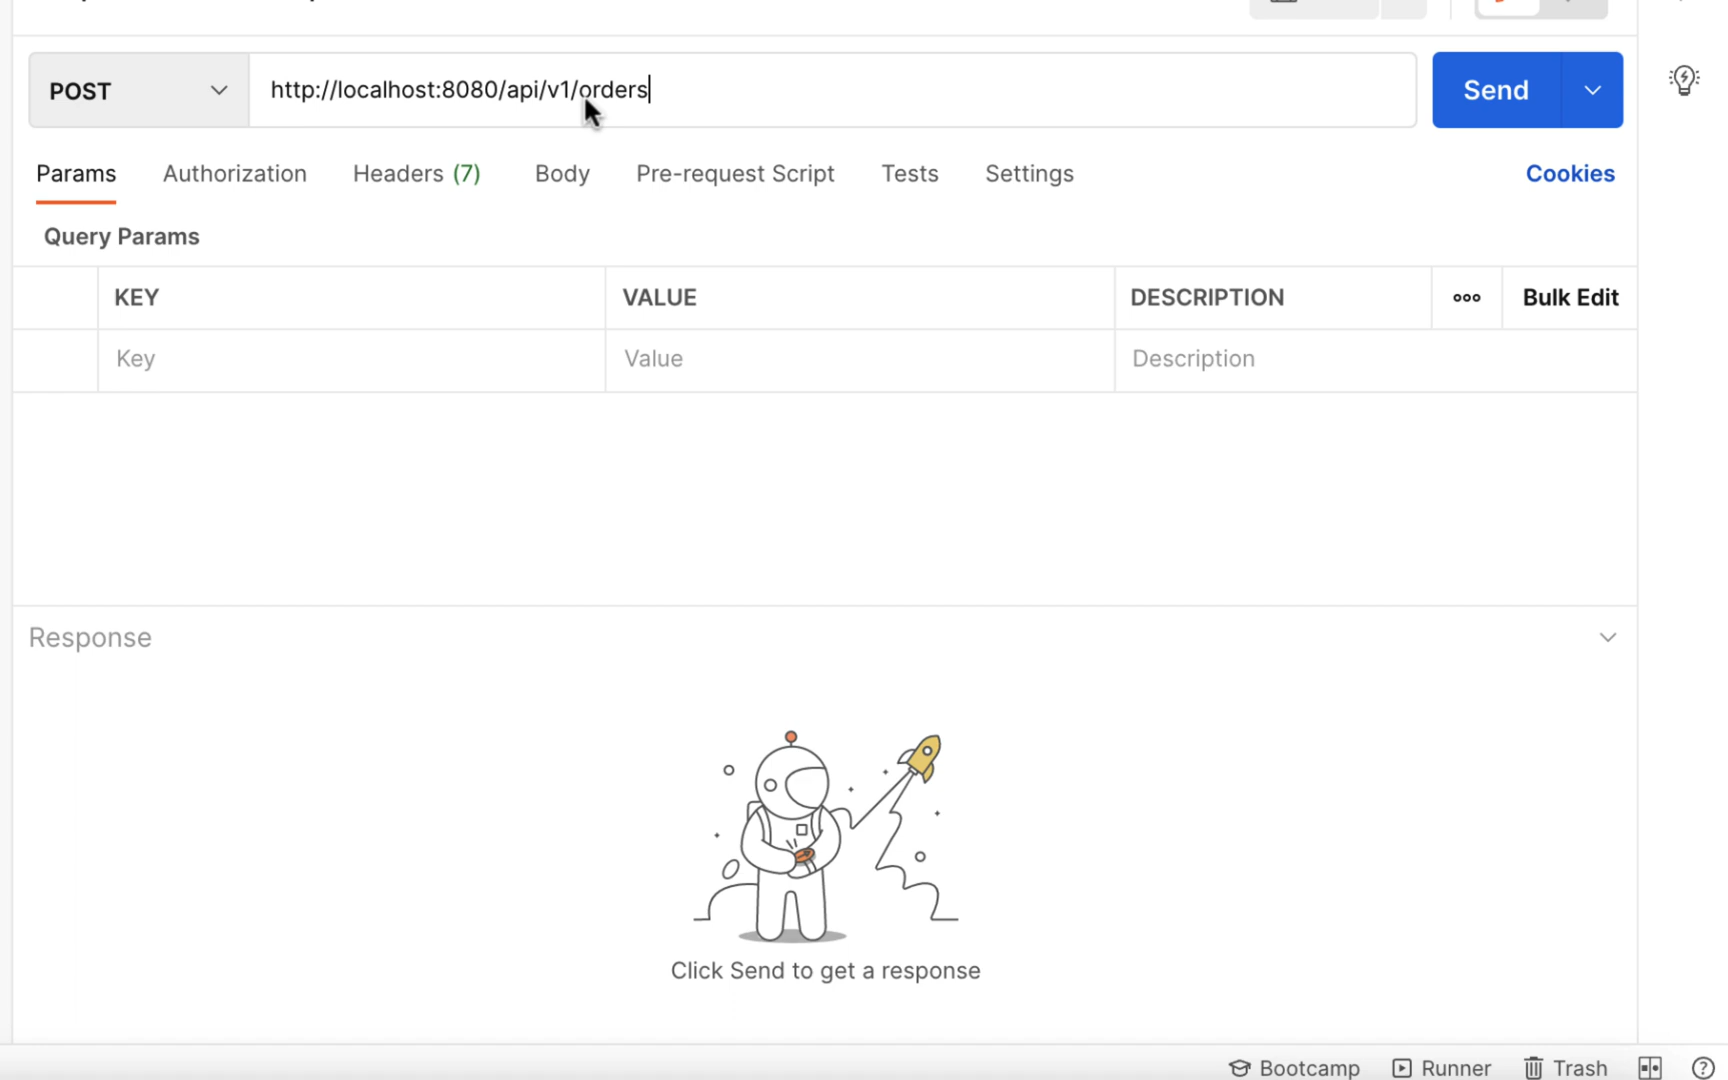 POST http://localhost:8080/api/v1/orders Send
Params Authorization Headers (7) Body Pre-request Script Tests Settings Cookies
Query Params
KEY VALUE DESCRIPTION Bulk Edit
Key Value Description
Response
Click Send to get a response
Bootcamp Runner Trash